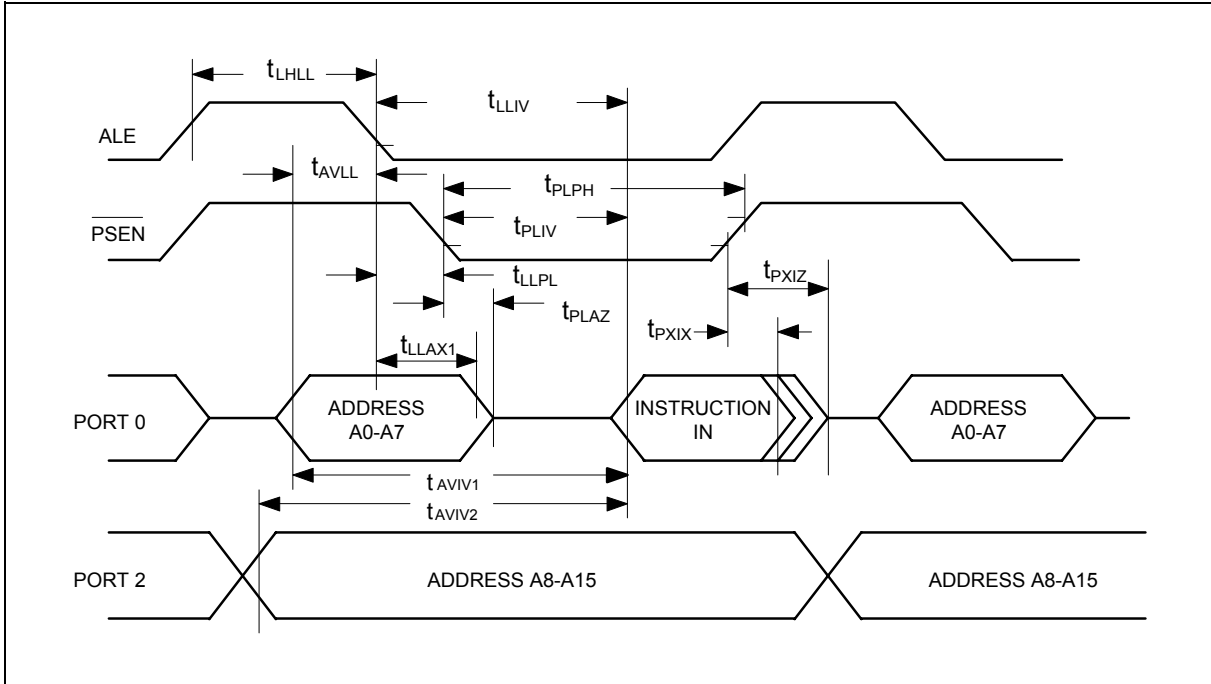 tLHLL
tLLIV
ALE
tAVLL
tPLPH
PSEN
tPLIV
tLLPL
tPXIZ
tPLAZ
tPXIX
tLLAX1
PORT 0
ADDRESS
A0-A7
INSTRUCTION
IN
ADDRESS
A0-A7
tAVIV1
tAVIV2
PORT 2
ADDRESS A8-A15
ADDRESS A8-A15